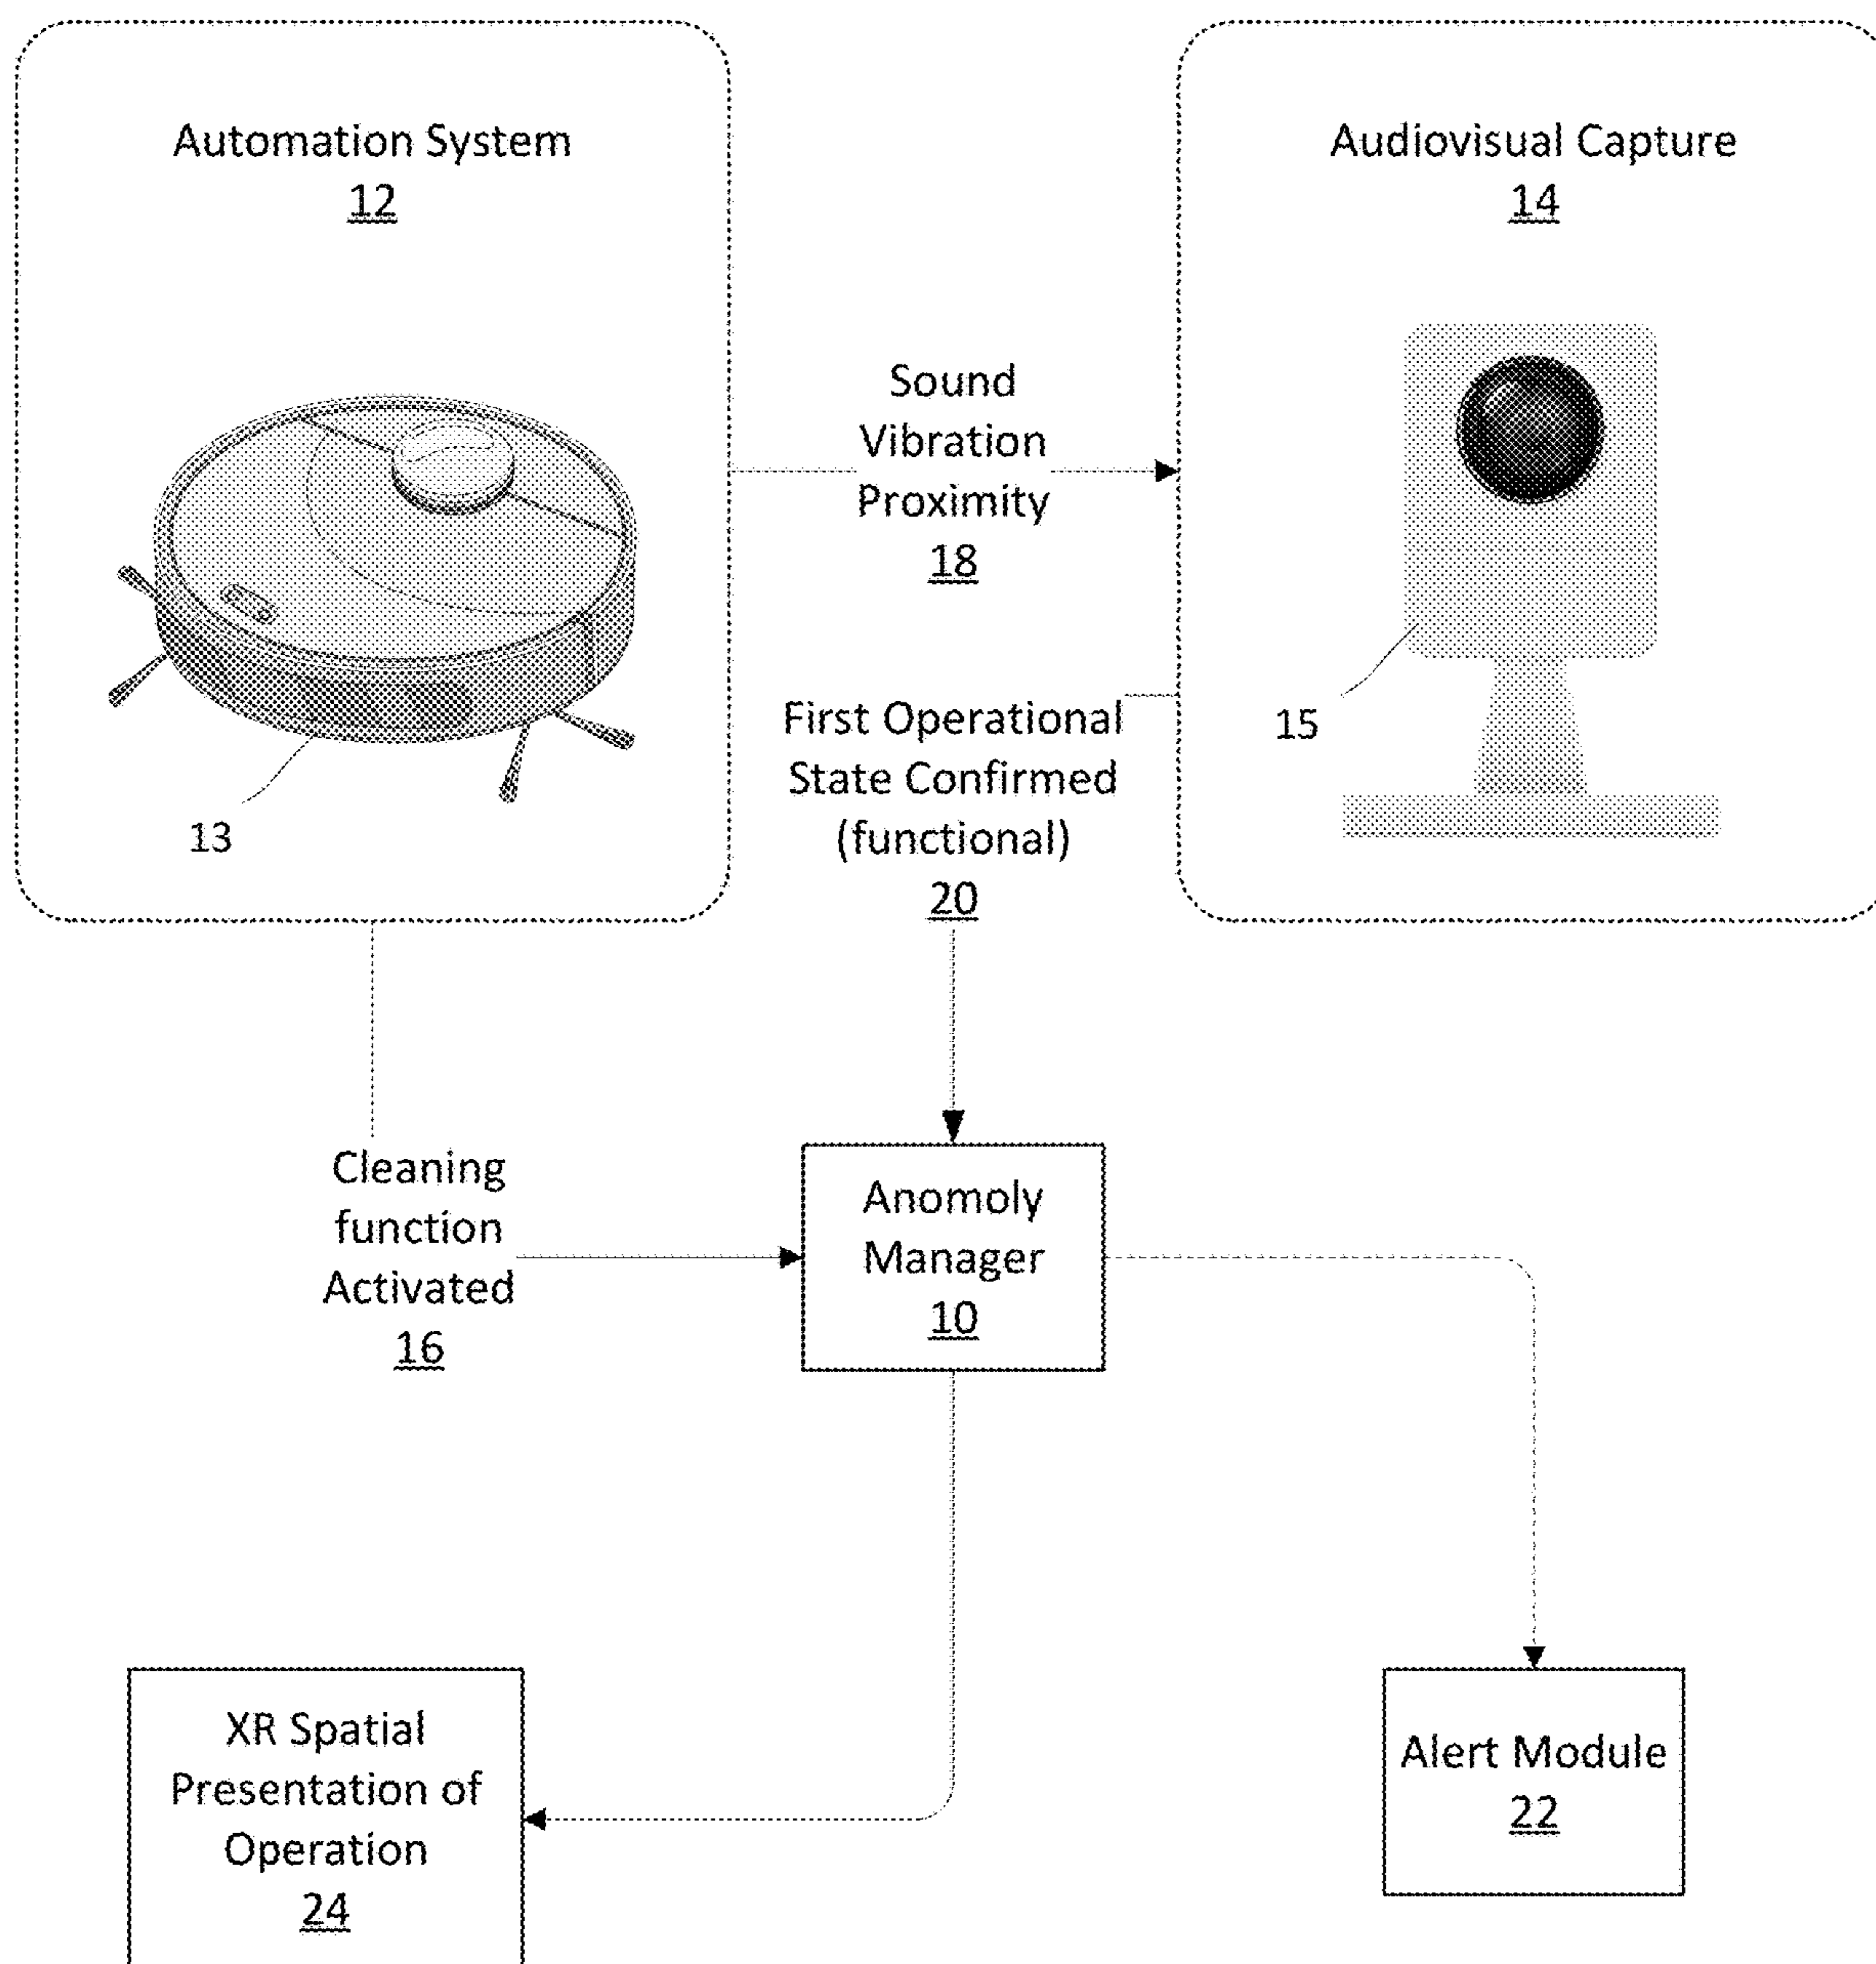 Automation System
12
Audiovisual Capture
14
Sound
Vibration
Proximity
18
First Operational
State Confirmed
(functional)
20
13
15
Cleaning
function
Activated
16
Anomoly
Manager
10
XR Spatial
Presentation of
Operation
24
Alert Module
22